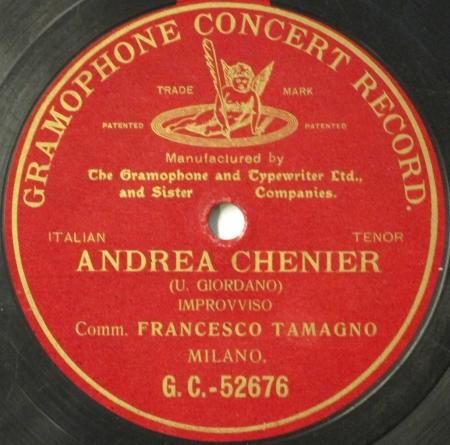 GRAMOPHONE CONCERT RECORD.
TRADE MARK
PATENTED PATENTED
Manufactured by
The Gramophone and Typewriter Ltd.,
and Sister Companies.
ITALIAN TENOR
ANDREA CHENIER
(U. GIORDANO)
IMPROVVISO
Comm. FRANCESCO TAMAGNO
MILANO.
G.C.-52676